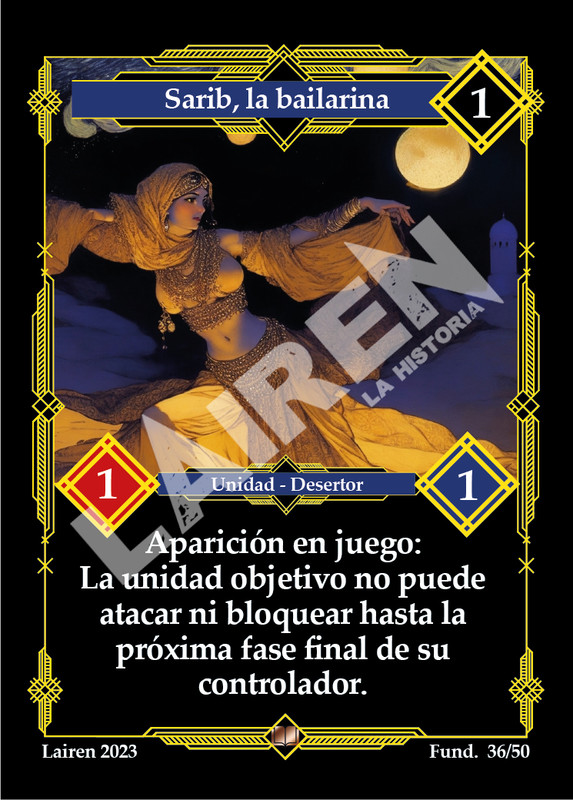 Sarib, la bailarina
1
LAIREN
LA HISTORIA
1
Unidad - Desertor
1
Aparición en juego:
La unidad objetivo no puede
atacar ni bloquear hasta la
próxima fase final de su
controlador.
Lairen 2023
Fund. 36/50